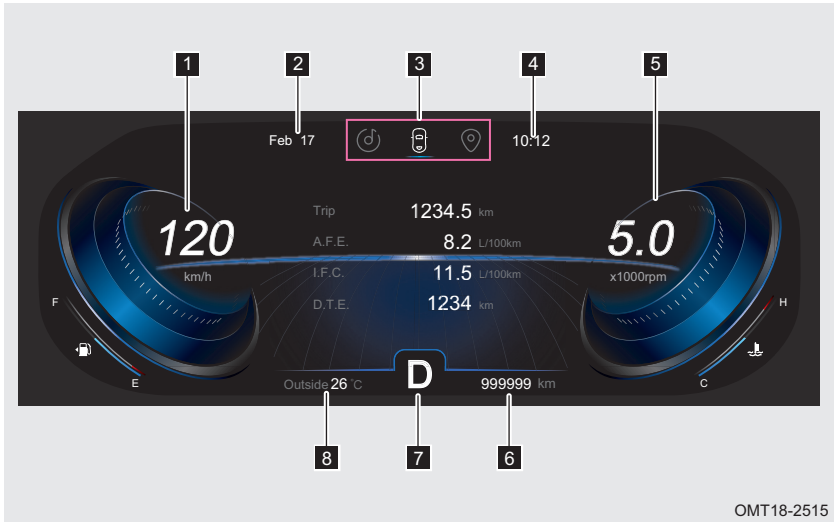 1 2 3 4 5
Feb 17 10:12
Trip 1234.5 km
120 A.F.E. 8.2 L/100km 5.0
km/h I.F.C. 11.5 L/100km x1000rpm
F D.T.E. 1234 km H
E C
D
Outside 26 °C 999999 km
8 7 6
OMT18-2515